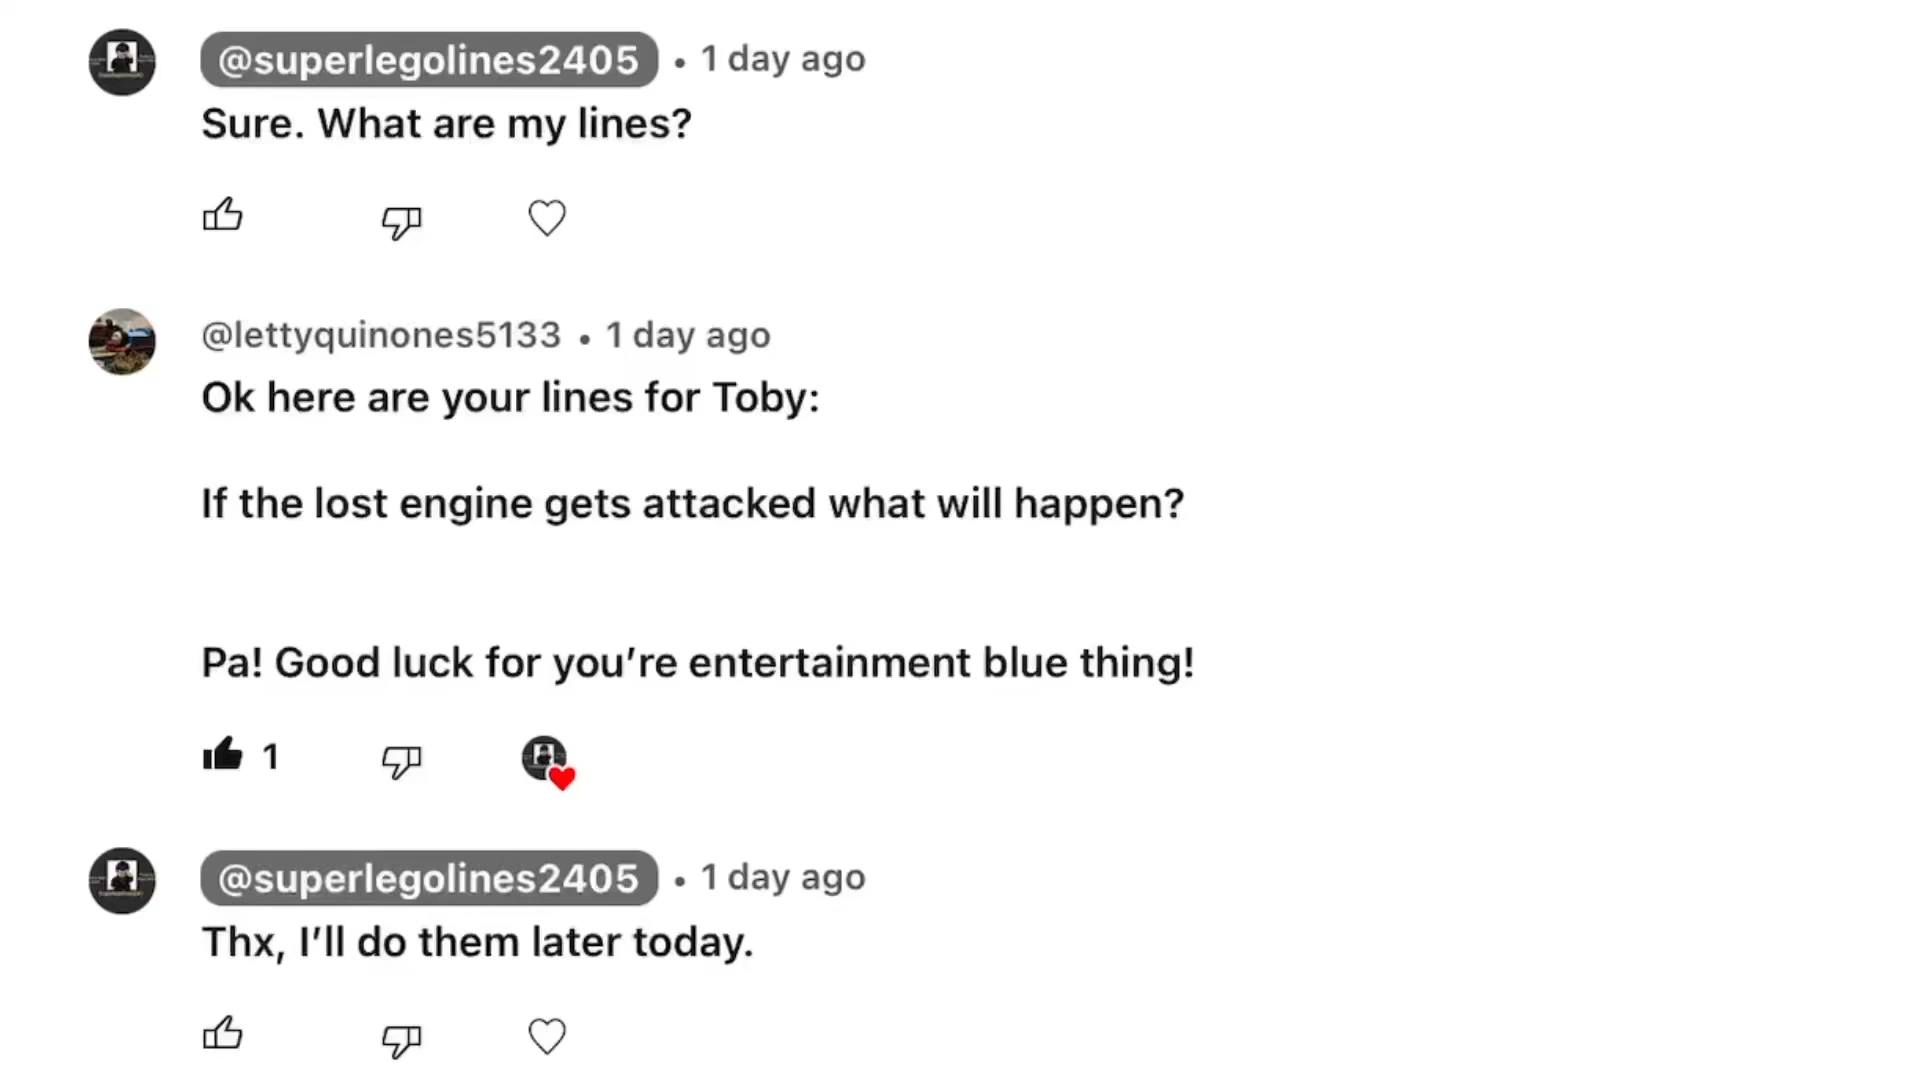 @superlegolines2405 • 1 day ago
Sure. What are my lines?
@lettyquinones5133 • 1 day ago
Ok here are your lines for Toby:
If the lost engine gets attacked what will happen?
Pa! Good luck for you’re entertainment blue thing!
1
@superlegolines2405 • 1 day ago
Thx, I’ll do them later today.